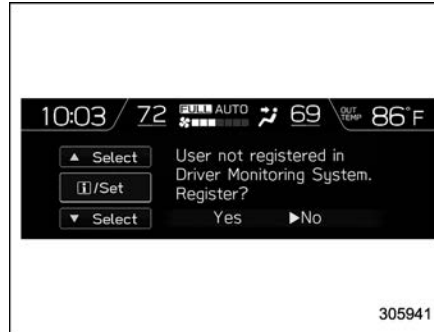 10:03 72 FULL AUTO 69 OUT TEMP 86°F
▲ Select
i/Set
▼ Select
User not registered in
Driver Monitoring System.
Register?
Yes ▶No
305941